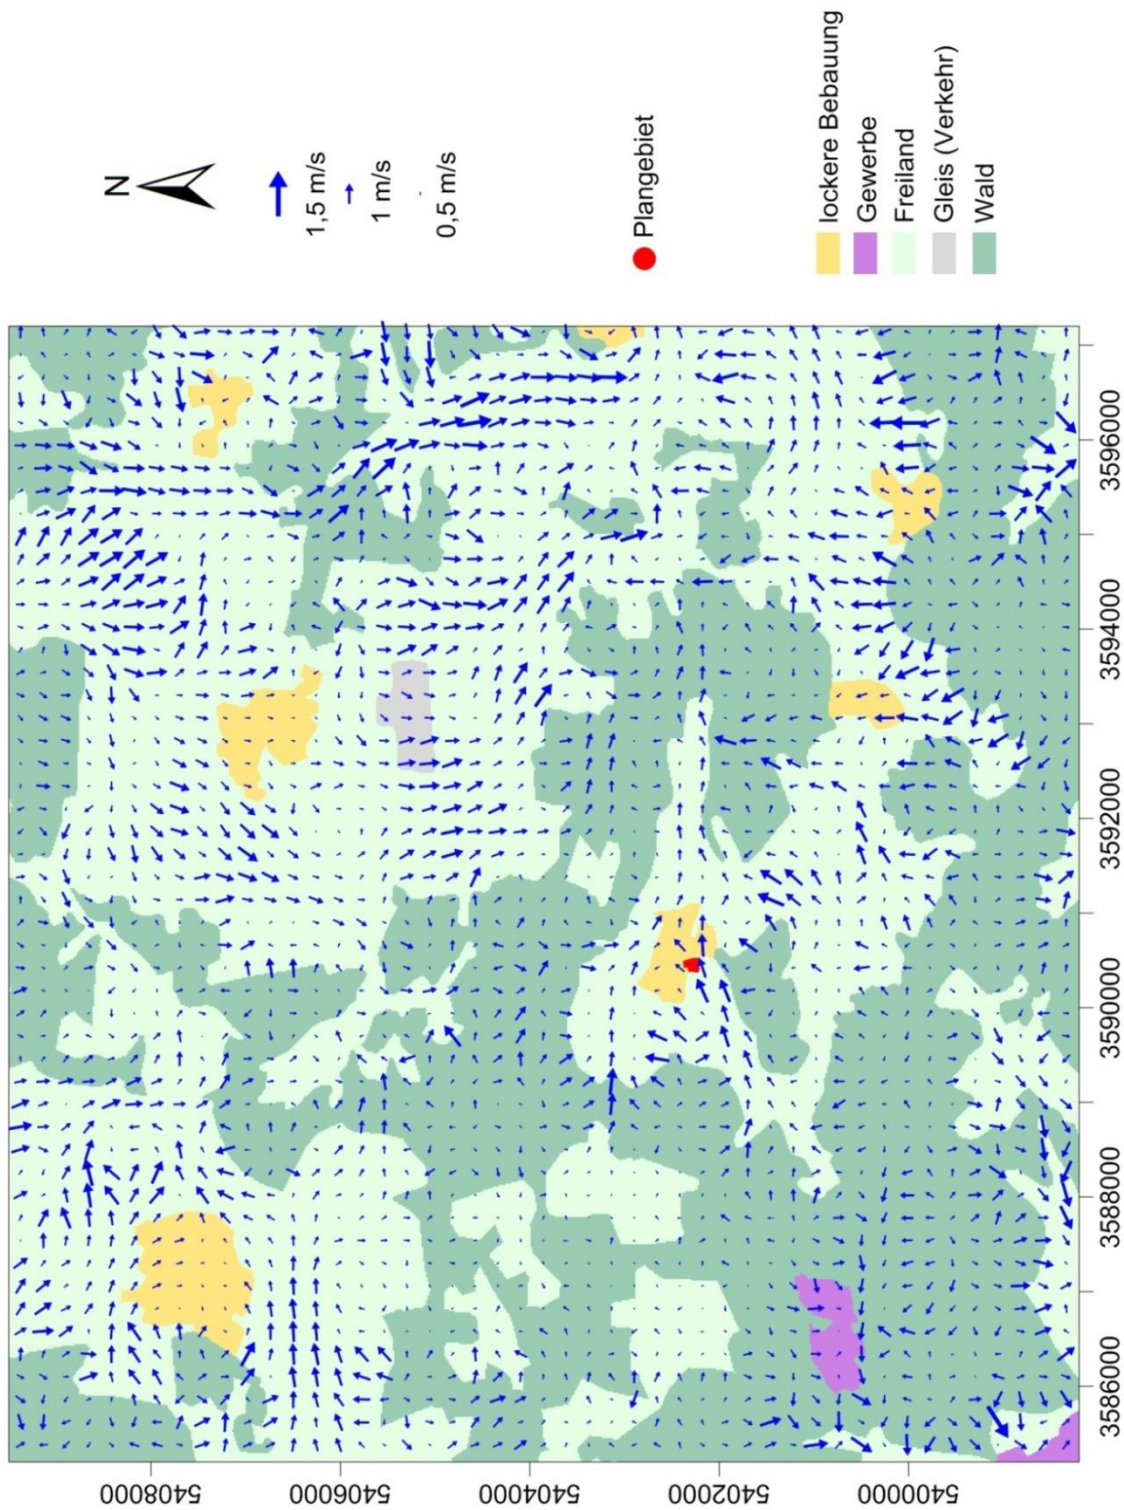 N
1,5 m/s
1 m/s
0,5 m/s
Plangebiet
lockere Bebauung
Gewerbe
Freiland
Gleis (Verkehr)
Wald
5408000
5406000
5404000
5402000
5400000
3586000
3588000
3590000
3592000
3594000
3596000